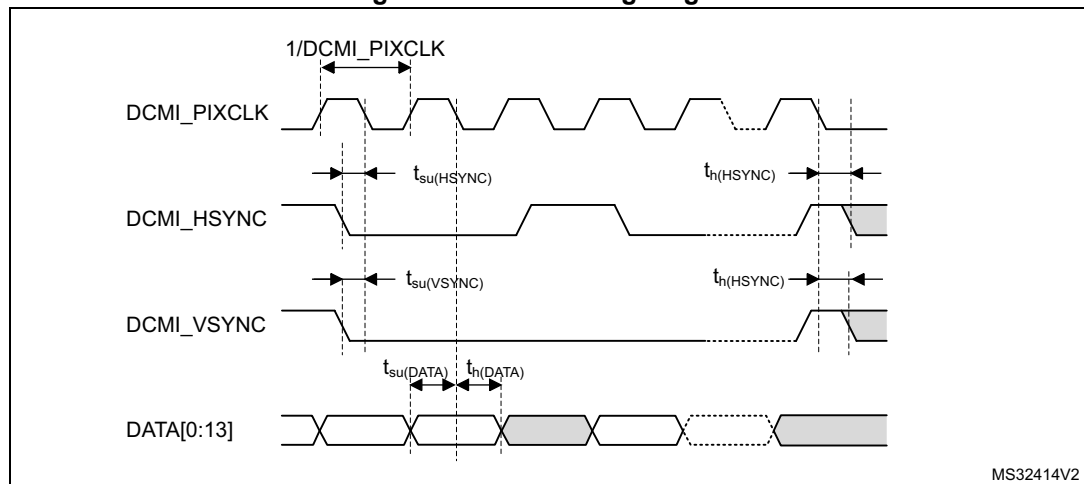 1/DCMI_PIXCLK
DCMI_PIXCLK
tsu(HSYNC)
th(HSYNC)
DCMI_HSYNC
tsu(VSYNC)
th(HSYNC)
DCMI_VSYNC
tsu(DATA) th(DATA)
DATA[0:13]
MS32414V2